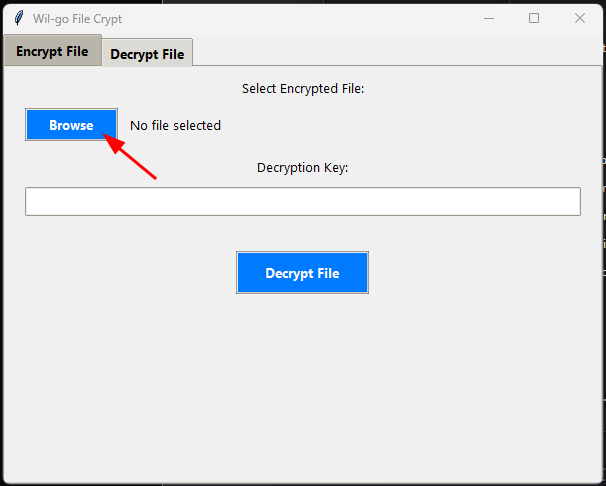 Wil-go File Crypt
Encrypt File
Decrypt File
Select Encrypted File:
Browse
No file selected
Decryption Key:
Decrypt File